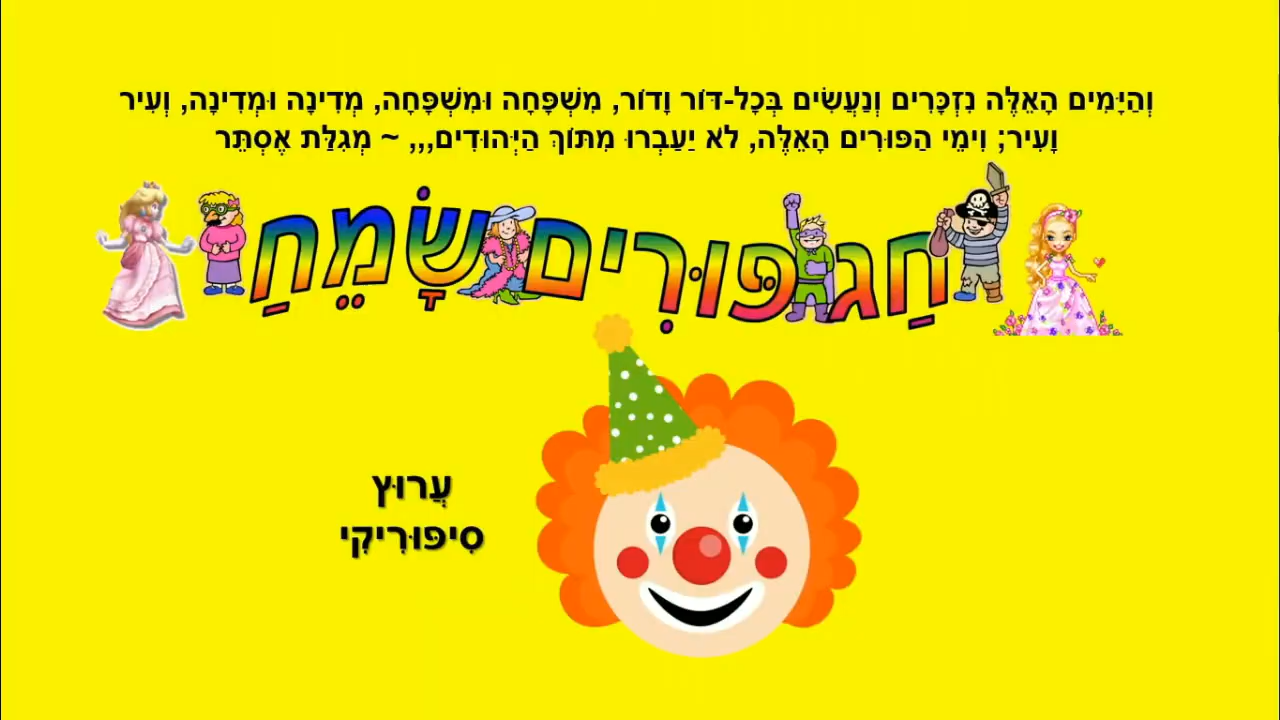 וְהַיָּמִים הָאֵלֶּה נִזְכָּרִים וְנַעֲשִׂים בְּכָל-דּוֹר וָדוֹר, מִשְׁפָּחָה וּמִשְׁפָּחָה, מְדִינָה וּמְדִינָה, וְעִיר
וָעִיר; וִימֵי הַפּוּרִים הָאֵלֶּה, לֹא יַעַבְרוּ מִתּוֹךְ הַיְּהוּדִים,,, ~ מְגִלַּת אֶסְתֵּר
חַג פּוּרִים שָׂמֵחַ
עֲרוּץ
סִיפּוּרִיקִי